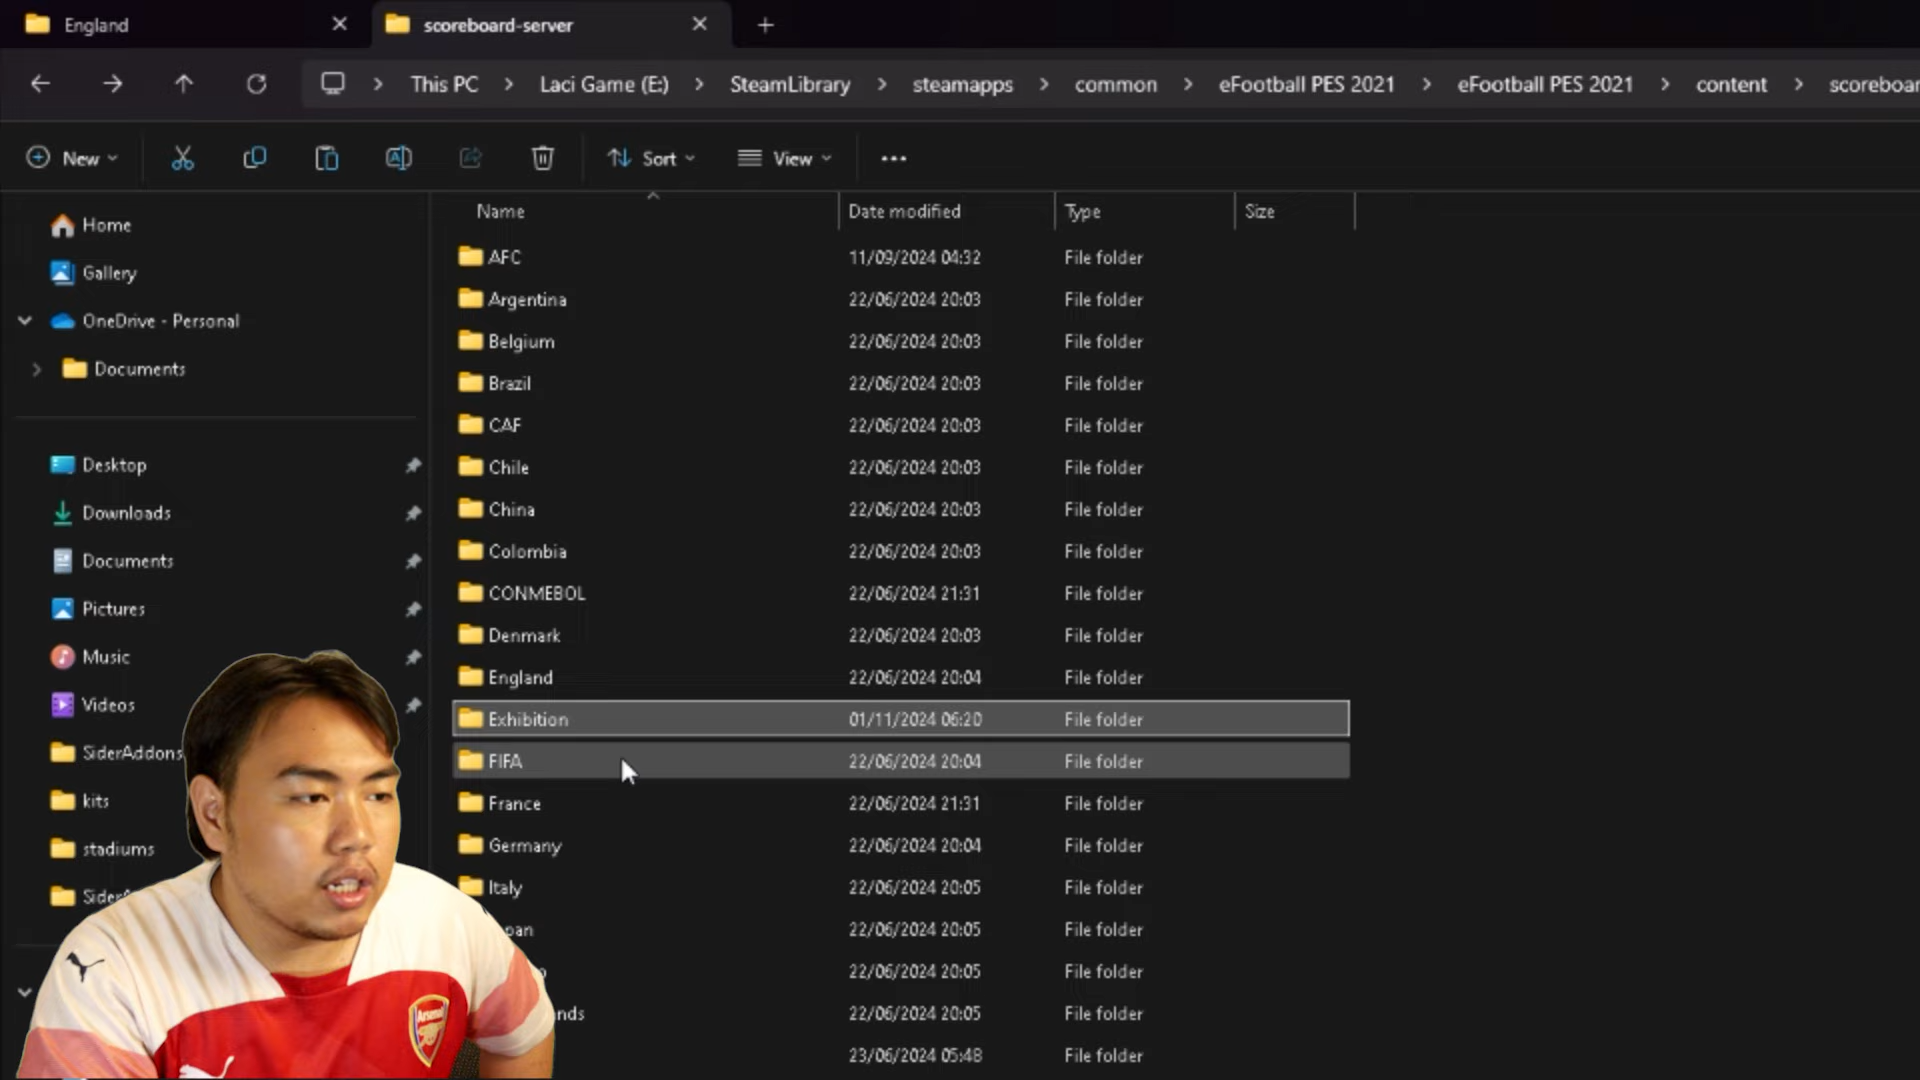 England
scoreboard-server
This PC > Laci Game (E:) > SteamLibrary > steamapps > common > eFootball PES 2021 > eFootball PES 2021 > content >
New
Sort
View
Name Date modified Type Size
Home
Gallery
OneDrive - Personal
Documents
Desktop
Downloads
Documents
Pictures
Music
Videos
SiderAddons
kits
stadiums
AFC 11/09/2024 04:32 File folder
Argentina 22/06/2024 20:03 File folder
Belgium 22/06/2024 20:03 File folder
Brazil 22/06/2024 20:03 File folder
CAF 22/06/2024 20:03 File folder
Chile 22/06/2024 20:03 File folder
China 22/06/2024 20:03 File folder
Colombia 22/06/2024 20:03 File folder
CONMEBOL 22/06/2024 21:31 File folder
Denmark 22/06/2024 20:03 File folder
England 22/06/2024 20:04 File folder
Exhibition 01/11/2024 06:20 File folder
FIFA 22/06/2024 20:04 File folder
France 22/06/2024 21:31 File folder
Germany 22/06/2024 20:04 File folder
Italy 22/06/2024 20:05 File folder
22/06/2024 20:05 File folder
22/06/2024 20:05 File folder
22/06/2024 20:05 File folder
23/06/2024 05:48 File folder
Arsenal